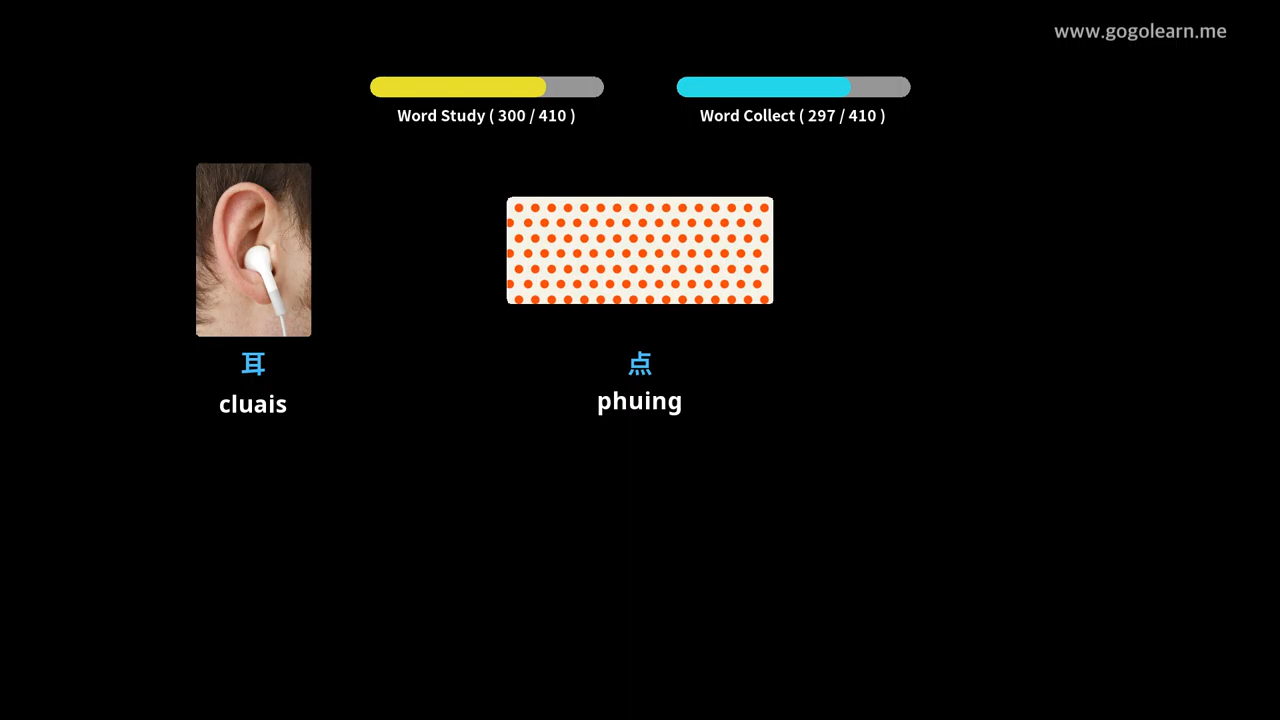 www.gogolearn.me
Word Study ( 300 / 410 )
Word Collect ( 297 / 410 )
耳
cluais
点
phuing